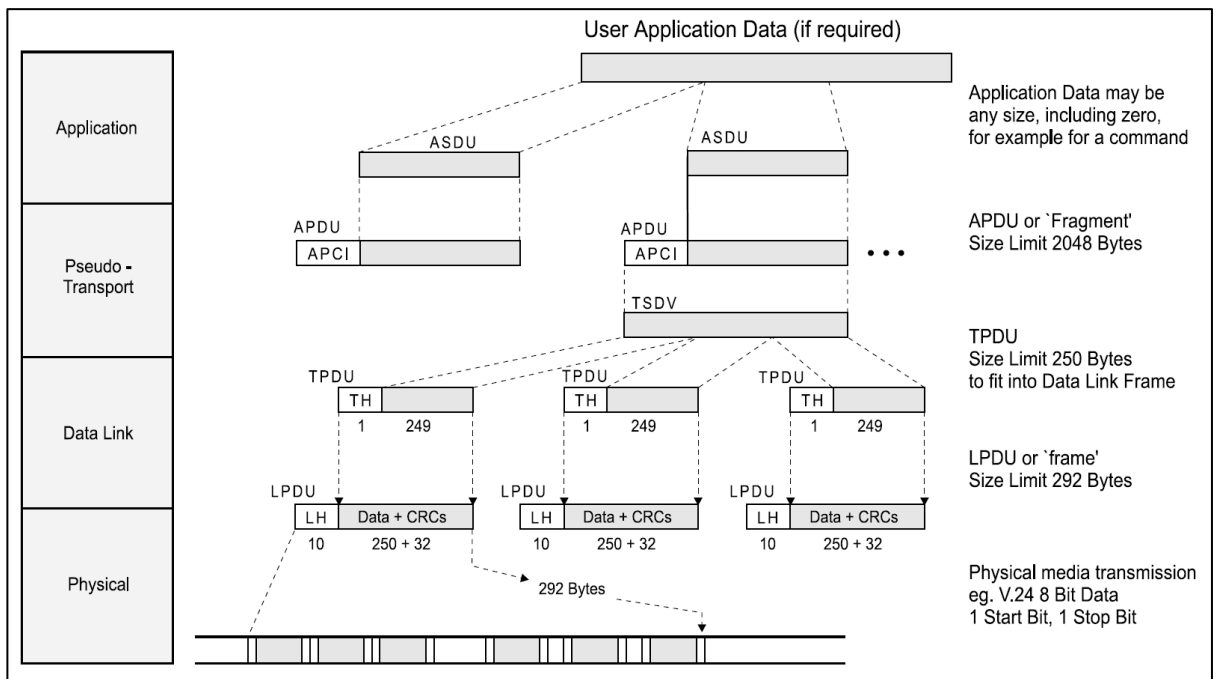 User Application Data (if required)
Application
Application Data may be
any size, including zero,
for example for a command
ASDU
ASDU
Pseudo -
Transport
APDU
APCI
APDU
APCI
• • •
APDU or `Fragment'
Size Limit 2048 Bytes
TSDV
TPDU
Size Limit 250 Bytes
to fit into Data Link Frame
Data Link
TPDU
TH
1
249
TPDU
TH
1
249
TPDU
TH
1
249
LPDU or `frame'
Size Limit 292 Bytes
LPDU
LH
Data + CRCs
10
250 + 32
LPDU
LH
Data + CRCs
10
250 + 32
LPDU
LH
Data + CRCs
10
250 + 32
Physical
292 Bytes
Physical media transmission
eg. V.24 8 Bit Data
1 Start Bit, 1 Stop Bit